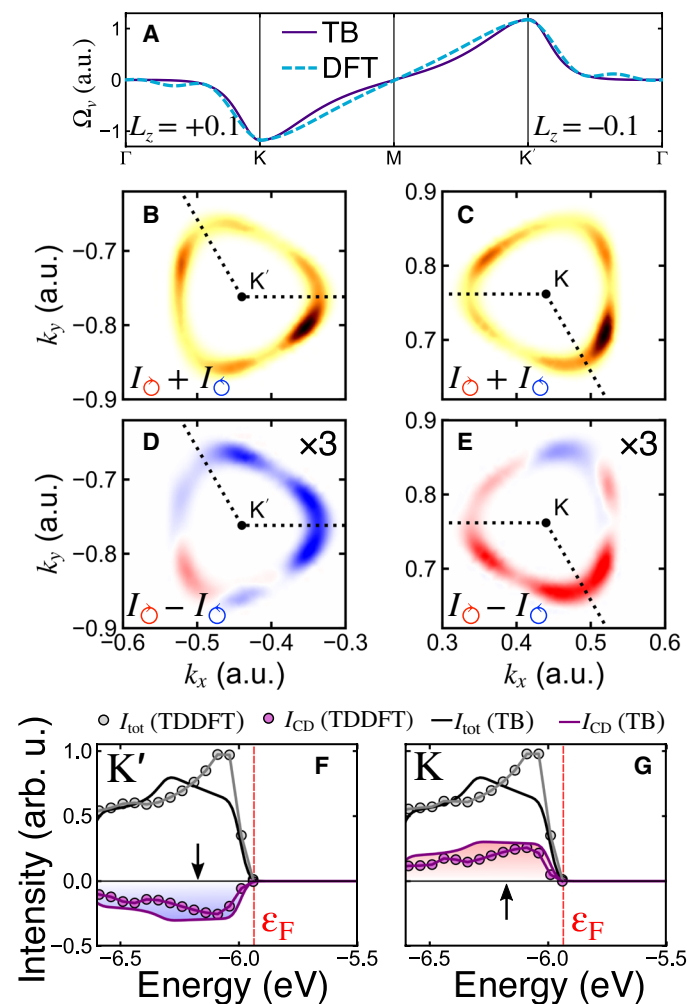 A
TB
DFT
Ω_v (a.u.)
1
0
−1
L_z = +0.1
L_z = −0.1
Γ K M K′ Γ
B
C
k_y (a.u.)
−0.7
−0.8
−0.9
K′
I↺ + I↻
0.9
0.8
0.7
K
I↺ + I↻
D ×3
E ×3
k_y (a.u.)
−0.7
−0.8
−0.9
K′
I↺ − I↻
0.9
0.8
0.7
K
I↺ − I↻
−0.6 −0.5 −0.4 −0.3
0.3 0.4 0.5 0.6
k_x (a.u.)
k_x (a.u.)
I_tot (TDDFT) I_CD (TDDFT) I_tot (TB) I_CD (TB)
Intensity (arb. u.)
1.0
0.5
0.0
−0.5
K′ F
ε_F
K G
ε_F
−6.5 −6.0 −5.5
−6.5 −6.0 −5.5
Energy (eV)
Energy (eV)